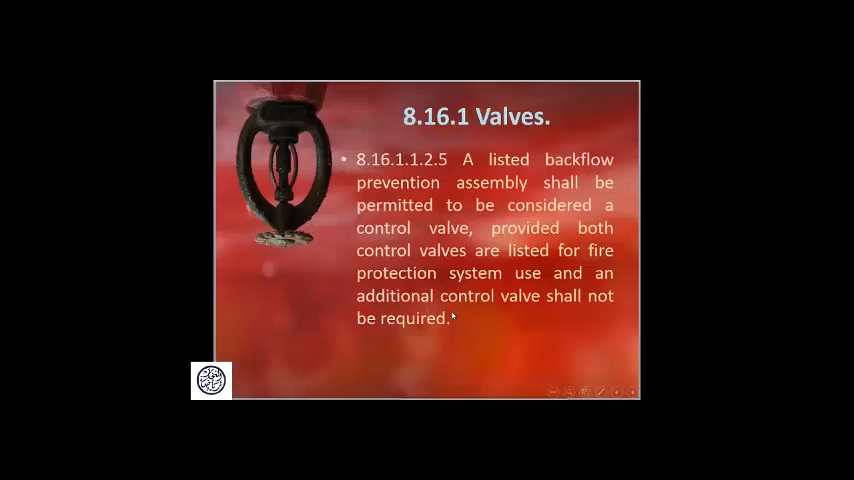 8.16.1 Valves.
• 8.16.1.1.2.5 A listed backflow
prevention assembly shall be
permitted to be considered a
control valve, provided both
control valves are listed for fire
protection system use and an
additional control valve shall not
be required.